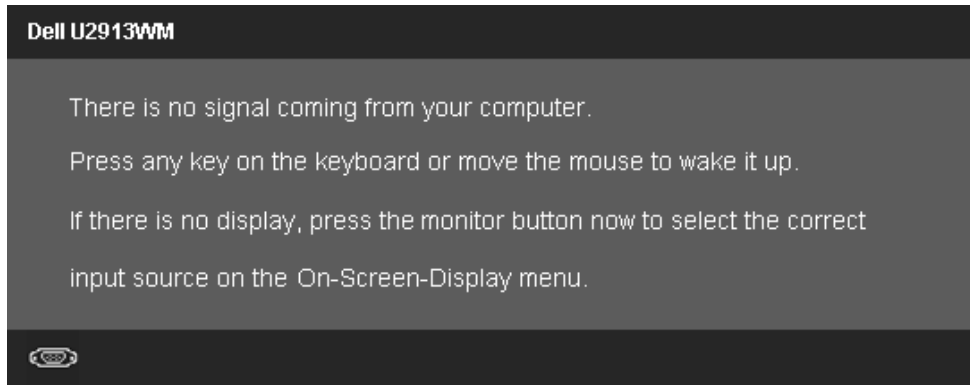 Dell U2913WM
There is no signal coming from your computer.
Press any key on the keyboard or move the mouse to wake it up.
If there is no display, press the monitor button now to select the correct
input source on the On-Screen-Display menu.